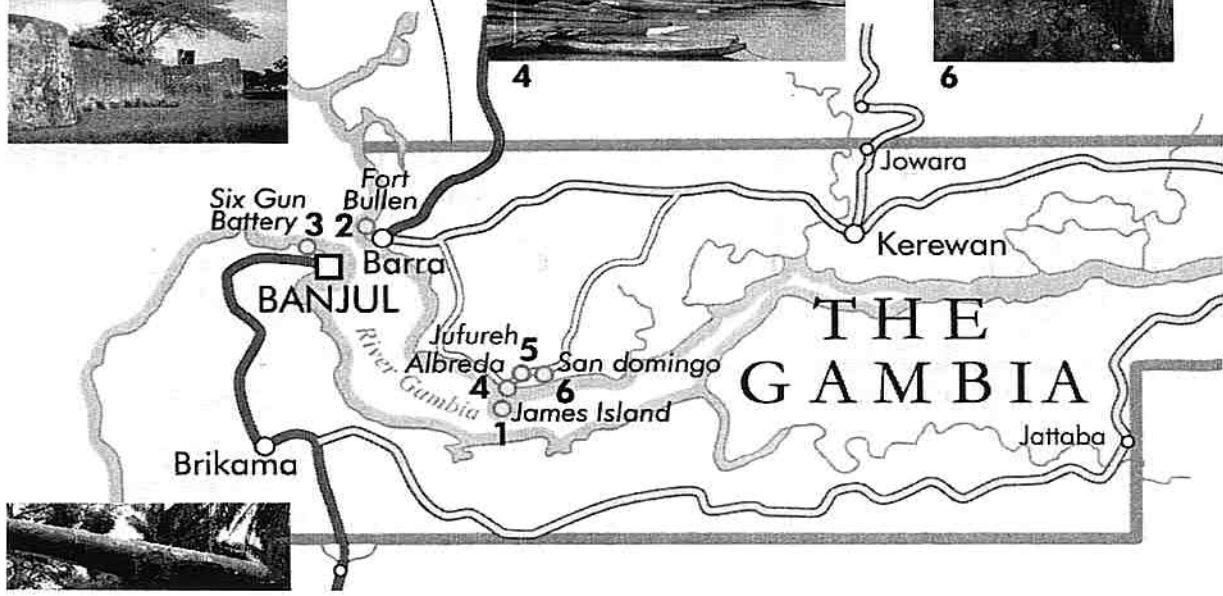 4
6
Jowara
Fort
Bullen
Six Gun
Battery
3
2
Barra
Kerewan
BANJUL
THE
GAMBIA
River Gambia
Jufureh
5
Albreda
San domingo
4
6
James Island
1
Jattaba
Brikama